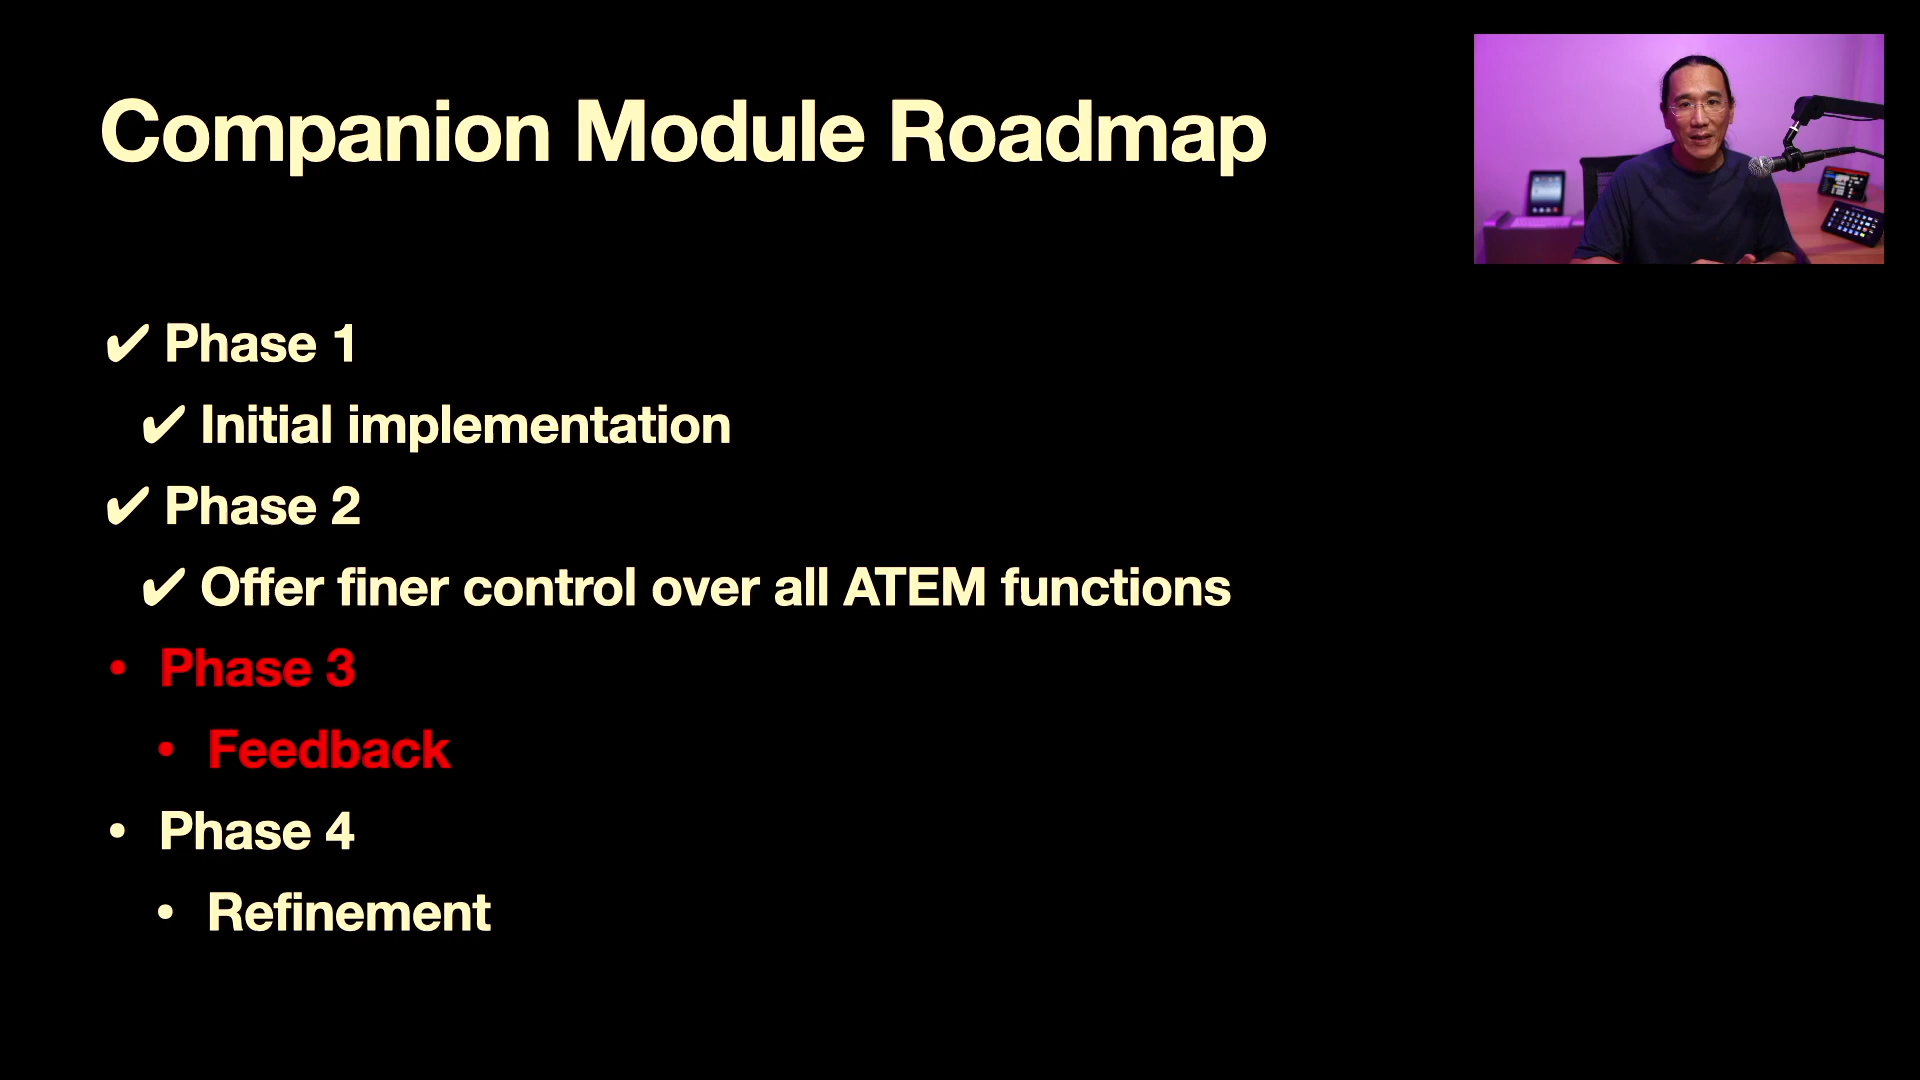 Companion Module Roadmap
✔ Phase 1
✔ Initial implementation
✔ Phase 2
✔ Offer finer control over all ATEM functions
• Phase 3
• Feedback
• Phase 4
• Refinement